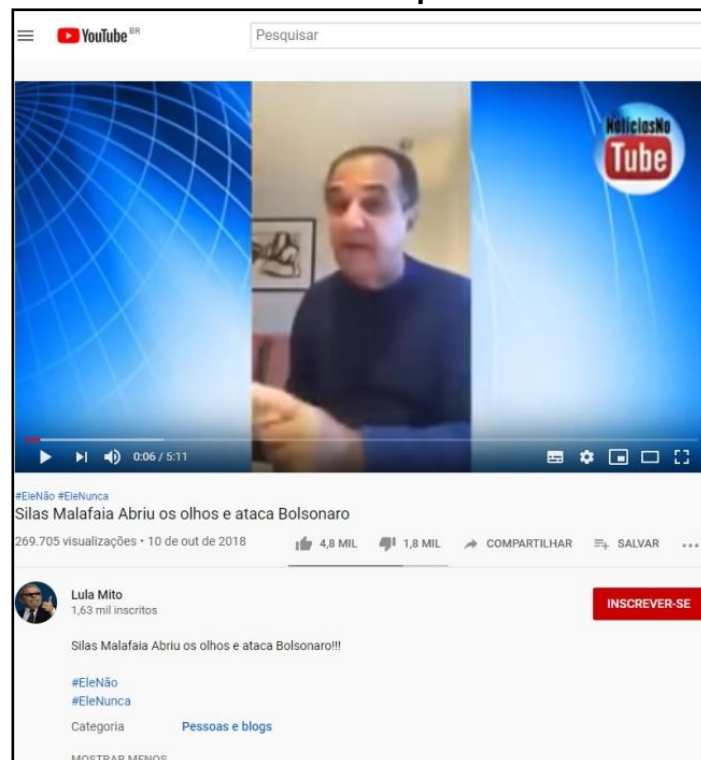 YouTube BR
Pesquisar
NotíciasNo
Tube
0:06 / 5:11
#EleNão #EleNunca
Silas Malafaia Abriu os olhos e ataca Bolsonaro
269.705 visualizações • 10 de out de 2018 4,8 MIL 1,8 MIL COMPARTILHAR SALVAR
Lula Mito
1,63 mil inscritos
INSCREVER-SE
Silas Malafaia Abriu os olhos e ataca Bolsonaro!!!
#EleNão
#EleNunca
Categoria Pessoas e blogs
MOSTRAR MENOS